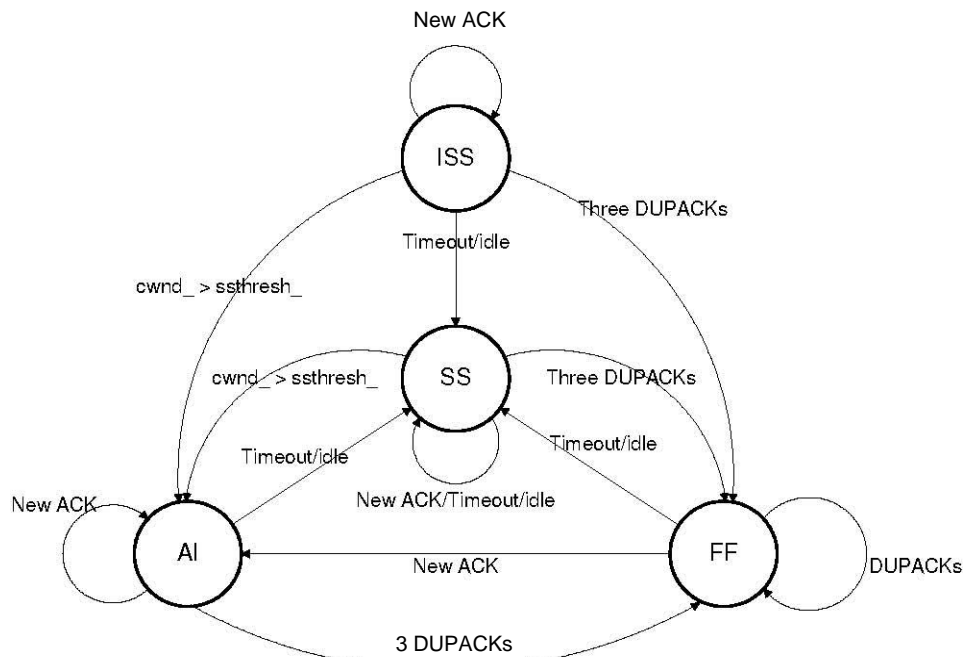 New ACK
ISS
Three DUPACKs
Timeout/idle
cwnd_ > ssthresh_
SS
cwnd_ > ssthresh_
Three DUPACKs
Timeout/idle
Timeout/idle
New ACK/Timeout/idle
New ACK
AI
FF
New ACK
DUPACKs
3 DUPACKs